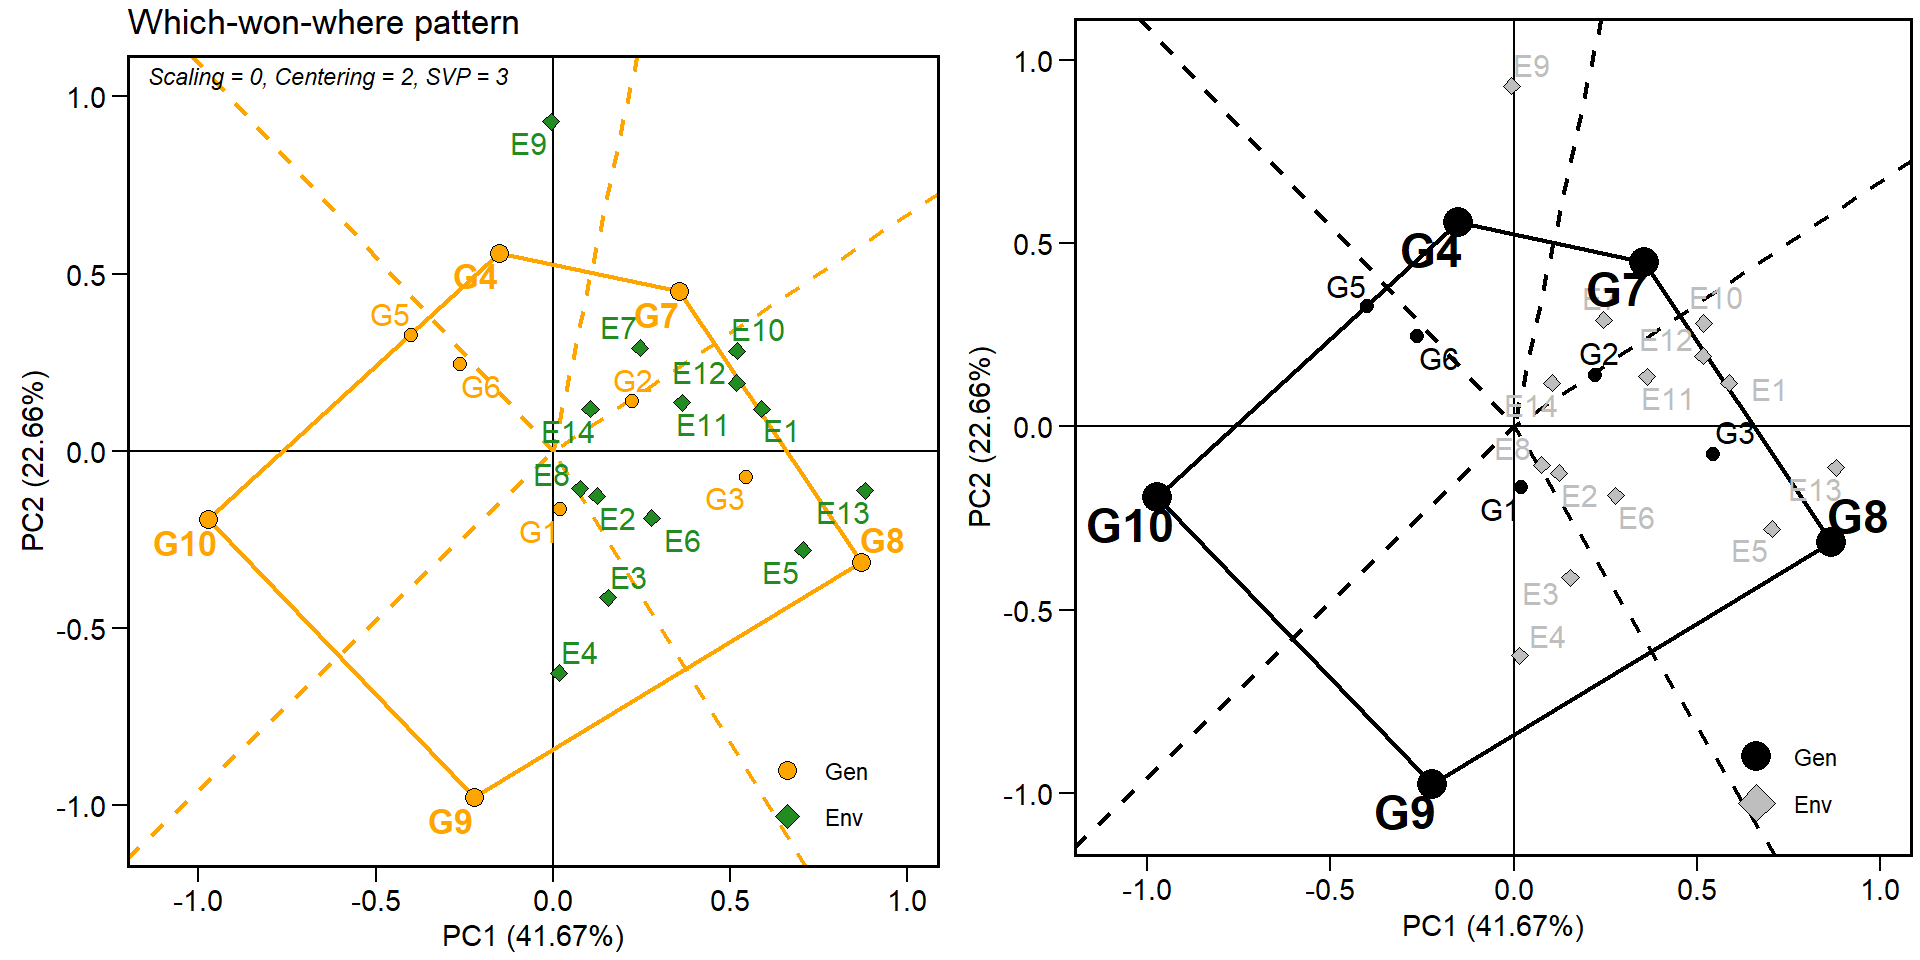 Which-won-where pattern
Scaling = 0, Centering = 2, SVP = 3
1.0
0.5
0.0
-0.5
-1.0
PC2 (22.66%)
E9
G4
G5
G6
G7
E7
E10
G2
E12
E14
E11
E1
E8
G1
E2
E6
G3
E13
G8
E5
E3
E4
G10
G9
Gen
Env
-1.0
-0.5
0.0
0.5
1.0
PC1 (41.67%)
1.0
0.5
0.0
-0.5
-1.0
PC2 (22.66%)
E9
G4
G5
G6
G7
E10
G2
E12
E14
E11
E1
E8
G3
G1
E2
E6
E13
G8
E5
E3
E4
G10
G9
Gen
Env
-1.0
-0.5
0.0
0.5
1.0
PC1 (41.67%)